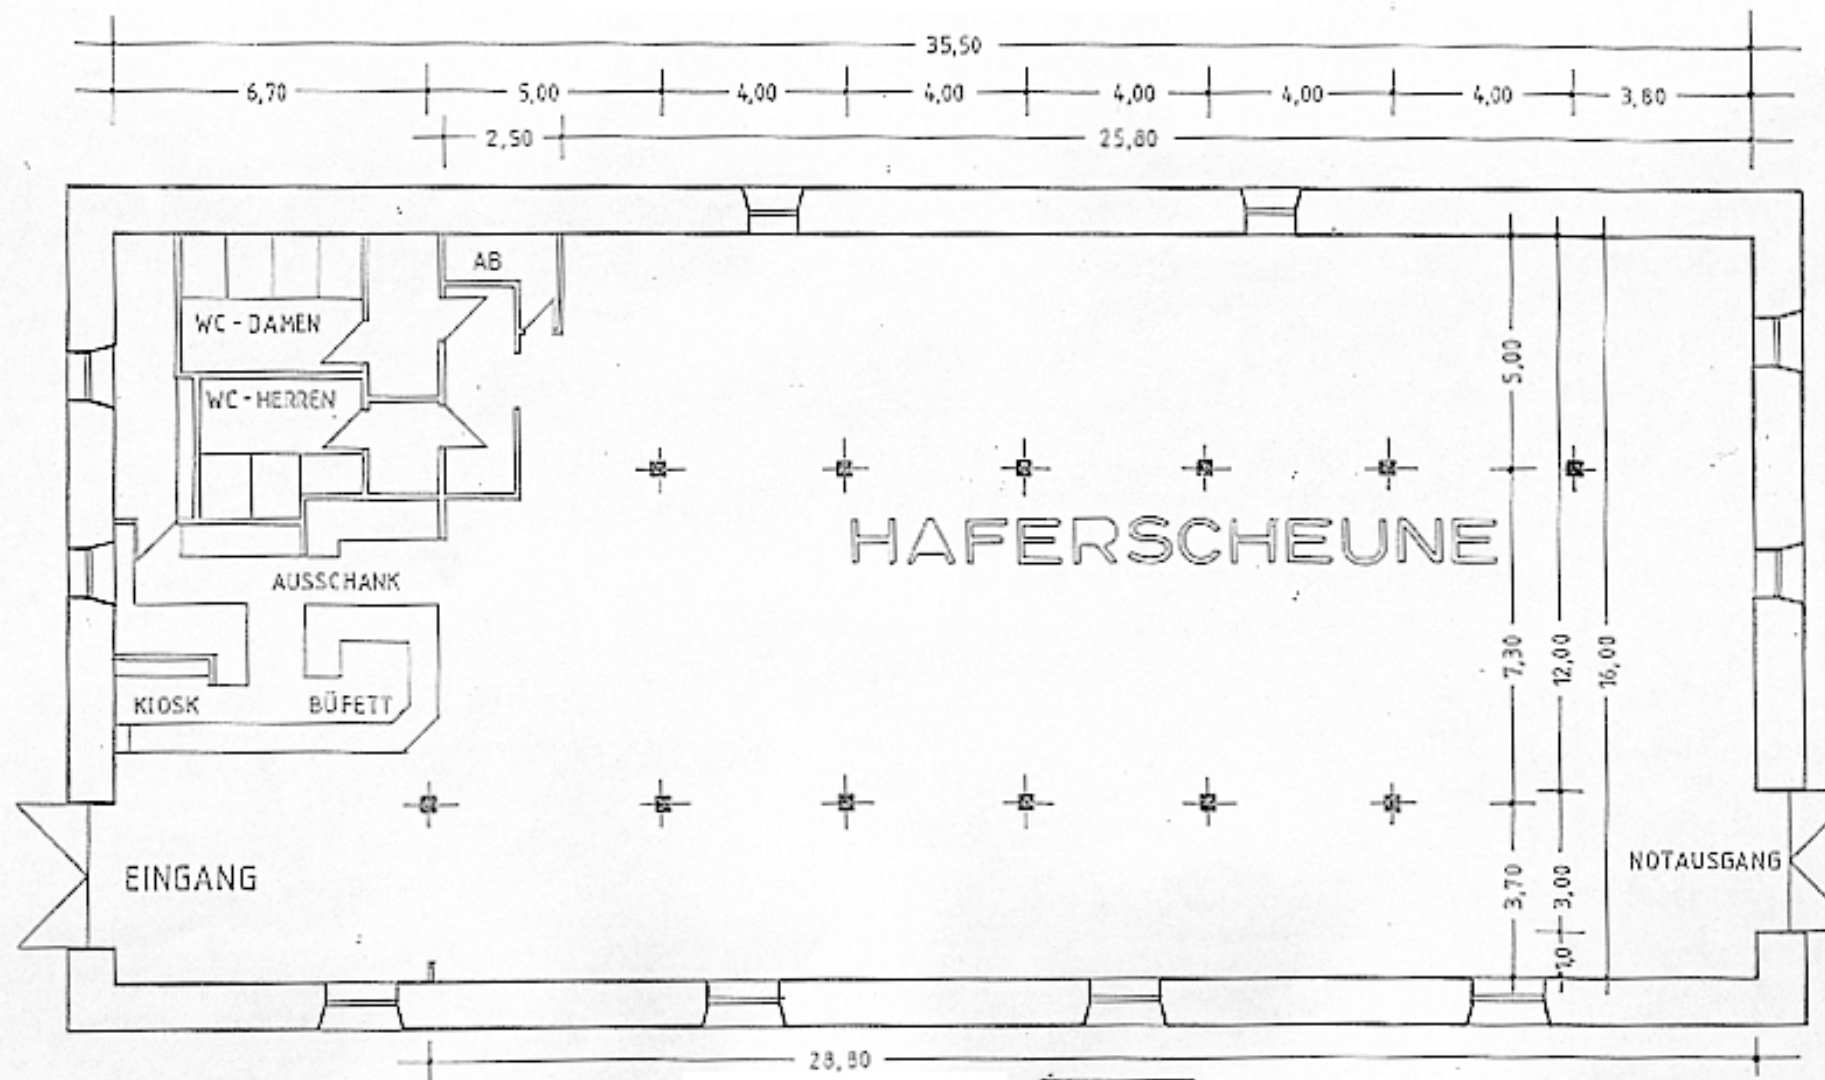 35,50
6,70 5,00 4,00 4,00 4,00 4,00 4,00 3,80
2,50 25,80
AB
WC - DAMEN
5,00
WC - HERREN
HAFERSCHEUNE
AUSSCHANK
7,30 12,00 16,00
KIOSK BÜFETT
EINGANG
3,70 3,00
NOTAUSGANG
28,80